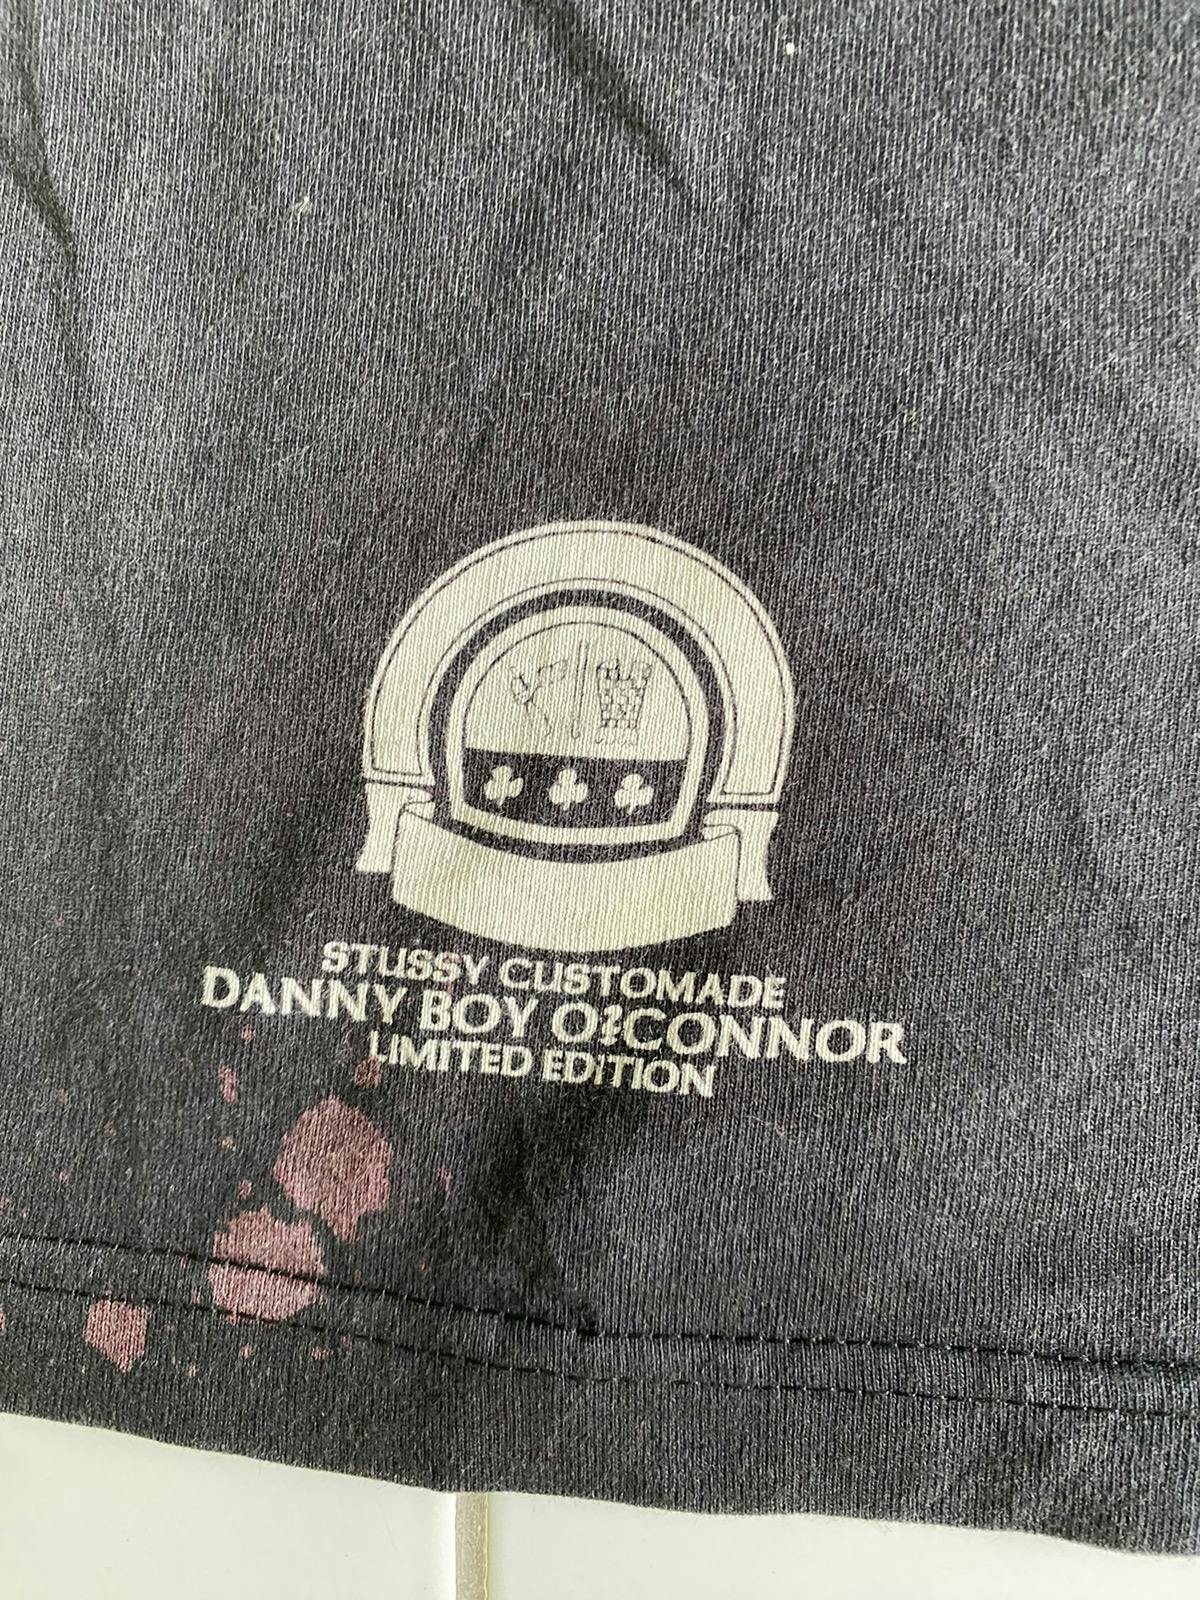 STUSSY CUSTOMADE
DANNY BOY O?CONNOR
LIMITED EDITION